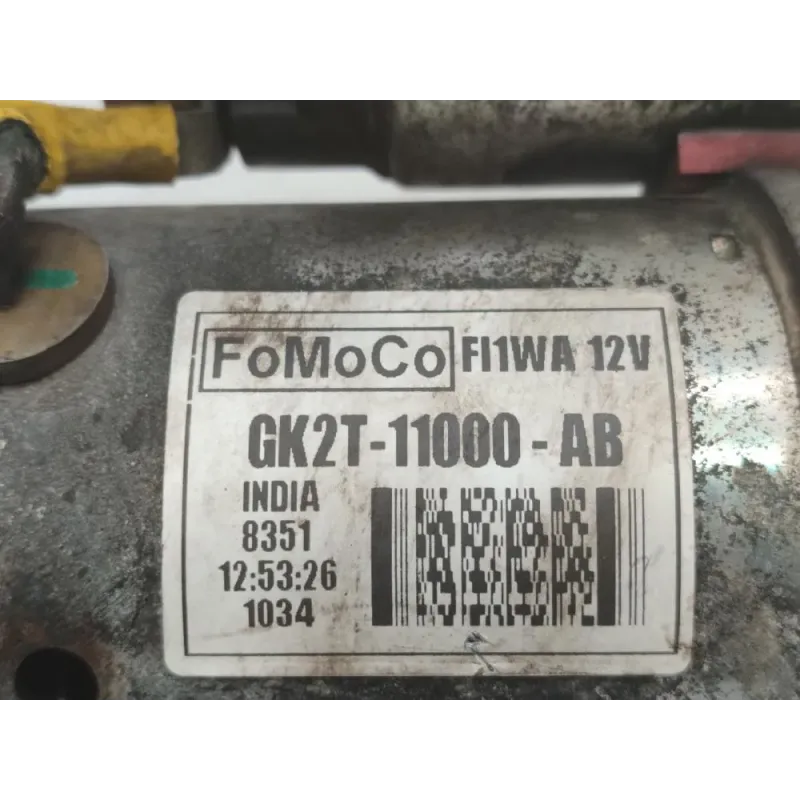 FoMoCo FI1WA 12V
GK2T-11000-AB
INDIA
8351
12:53:26
1034